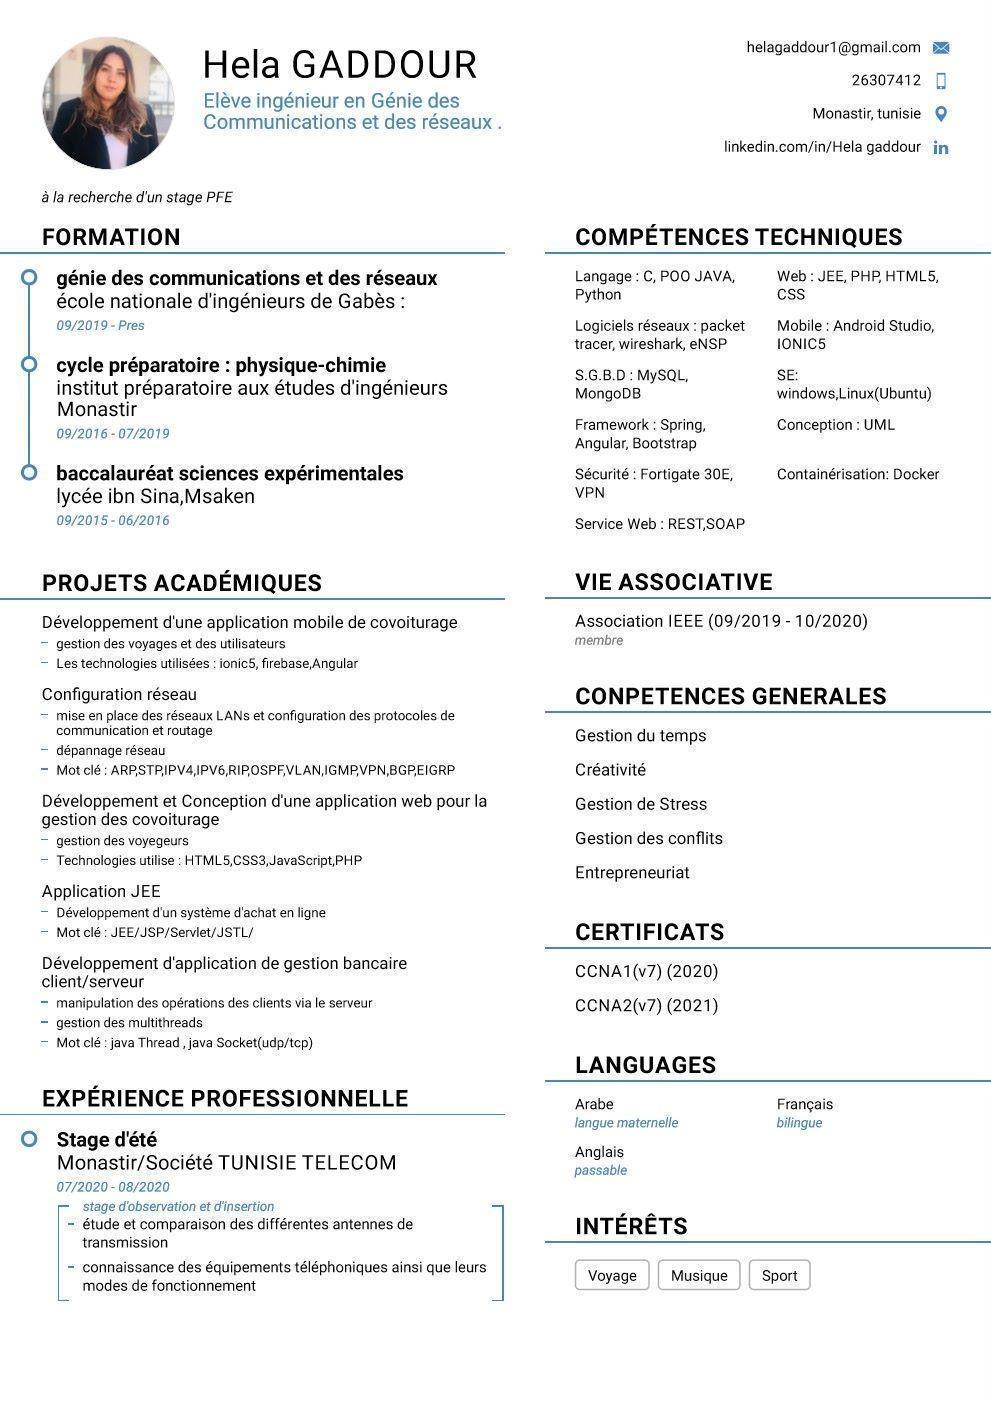 Hela GADDOUR
Elève ingénieur en Génie des
Communications et des réseaux .
helagaddour1@gmail.com
26307412
Monastir, tunisie
linkedin.com/in/Hela gaddour
à la recherche d'un stage PFE
FORMATION
génie des communications et des réseaux
école nationale d'ingénieurs de Gabès :
09/2019 - Pres
cycle préparatoire : physique-chimie
institut préparatoire aux études d'ingénieurs
Monastir
09/2016 - 07/2019
baccalauréat sciences expérimentales
lycée ibn Sina,Msaken
09/2015 - 06/2016
PROJETS ACADÉMIQUES
Développement d'une application mobile de covoiturage
– gestion des voyages et des utilisateurs
– Les technologies utilisées : ionic5, firebase,Angular
Configuration réseau
– mise en place des réseaux LANs et configuration des protocoles de
communication et routage
– dépannage réseau
– Mot clé : ARP,STP,IPV4,IPV6,RIP,OSPF,VLAN,IGMP,VPN,BGP,EIGRP
Développement et Conception d'une application web pour la
gestion des covoiturage
– gestion des voyegeurs
– Technologies utilise : HTML5,CSS3,JavaScript,PHP
Application JEE
– Développement d'un système d'achat en ligne
– Mot clé : JEE/JSP/Servlet/JSTL/
Développement d'application de gestion bancaire
client/serveur
– manipulation des opérations des clients via le serveur
– gestion des multithreads
– Mot clé : java Thread , java Socket(udp/tcp)
EXPÉRIENCE PROFESSIONNELLE
Stage d'été
Monastir/Société TUNISIE TELECOM
07/2020 - 08/2020
stage d'observation et d'insertion
– étude et comparaison des différentes antennes de
transmission
– connaissance des équipements téléphoniques ainsi que leurs
modes de fonctionnement
COMPÉTENCES TECHNIQUES
Langage : C, POO JAVA,
Python
Web : JEE, PHP, HTML5,
CSS
Logiciels réseaux : packet
tracer, wireshark, eNSP
Mobile : Android Studio,
IONIC5
S.G.B.D : MySQL,
MongoDB
SE:
windows,Linux(Ubuntu)
Framework : Spring,
Angular, Bootstrap
Conception : UML
Sécurité : Fortigate 30E,
VPN
Containérisation: Docker
Service Web : REST,SOAP
VIE ASSOCIATIVE
Association IEEE (09/2019 - 10/2020)
membre
CONPETENCES GENERALES
Gestion du temps
Créativité
Gestion de Stress
Gestion des conflits
Entrepreneuriat
CERTIFICATS
CCNA1(v7) (2020)
CCNA2(v7) (2021)
LANGUAGES
Arabe
langue maternelle
Français
bilingue
Anglais
passable
INTÉRÊTS
Voyage
Musique
Sport